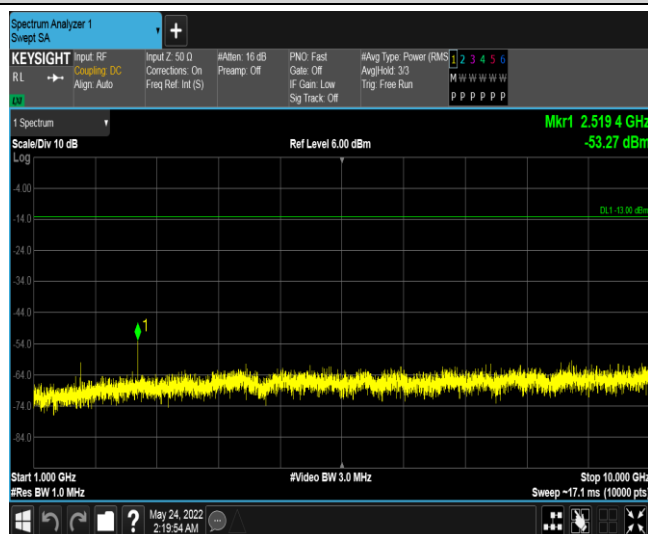 Spectrum Analyzer 1
Swept SA
+
KEYSIGHT
RL
LXI
Input: RF
Coupling: DC
Align: Auto
Input Z: 50 Ω
Corrections: On
Freq Ref: Int (S)
#Atten: 16 dB
Preamp: Off
PNO: Fast
Gate: Off
IF Gain: Low
Sig Track: Off
#Avg Type: Power (RMS
Avg|Hold: 3/3
Trig: Free Run
1 2 3 4 5 6
M W W W W W
P P P P P P
1 Spectrum
Mkr1 2.519 4 GHz
-53.27 dBm
Scale/Div 10 dB
Ref Level 6.00 dBm
Log
-4.00
DL1 -13.00 dBm
-14.0
-24.0
-34.0
-44.0
1
-54.0
-64.0
-74.0
-84.0
Start 1.000 GHz
#Video BW 3.0 MHz
Stop 10.000 GHz
#Res BW 1.0 MHz
Sweep ~17.1 ms (10000 pts)
?
May 24, 2022
2:19:54 AM